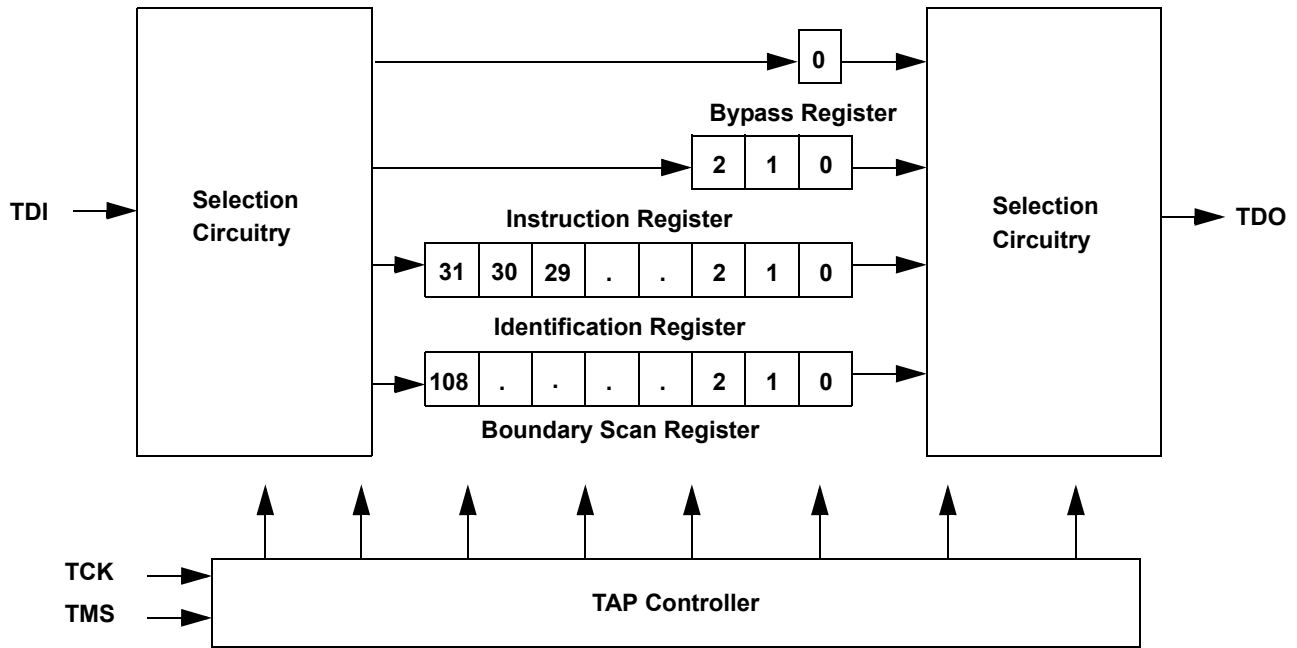 0
Bypass Register
2 1 0
Selection
Circuitry
Selection
Circuitry
TDI
TDO
Instruction Register
31 30 29 . . 2 1 0
Identification Register
108 . . . . 2 1 0
Boundary Scan Register
TCK
TMS
TAP Controller